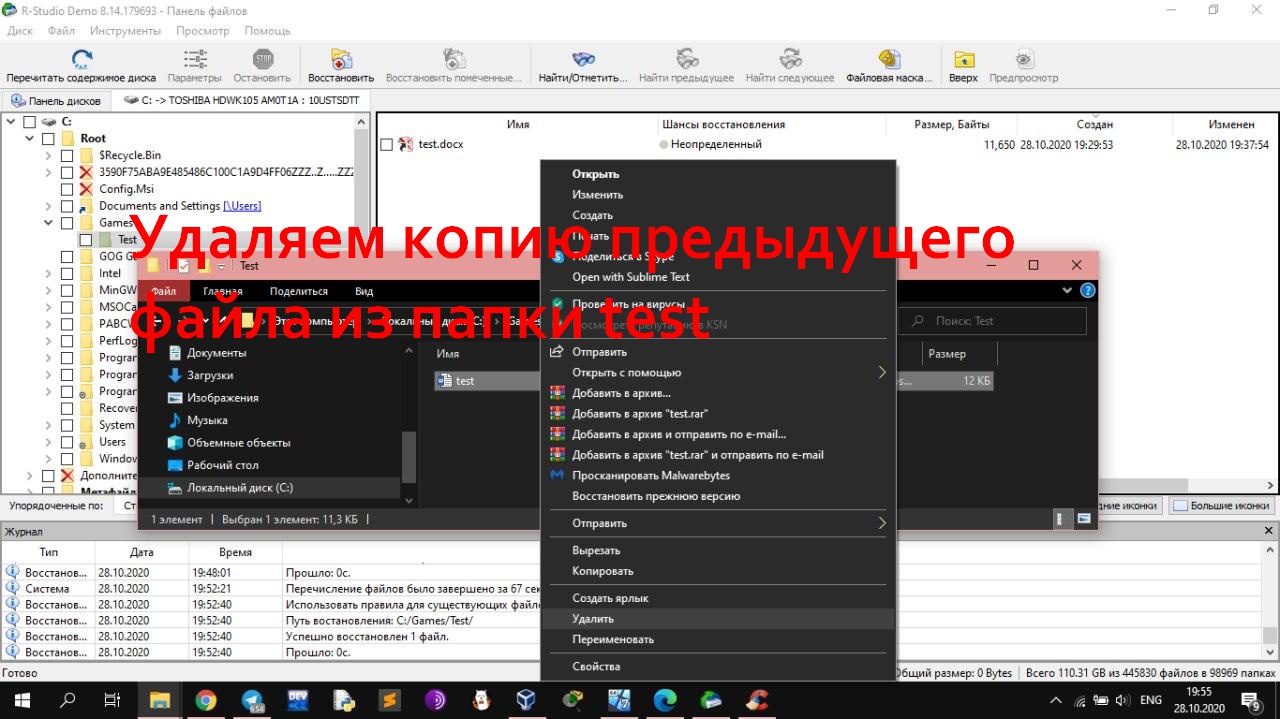 R-Studio Demo 8.14.179693 - Панель файлов
Диск Файл Инструменты Просмотр Помощь
Перечитать содержимое диска Параметры Остановить Восстановить Восстановить помеченные... Найти/Отметить... Найти предыдущее Найти следующее Файловая маска... Вверх Предпросмотр
Панель дисков C: -> TOSHIBA HDWK105 AM0T1A : 10USTSDTT
C:
Root
$Recycle.Bin
3590F75ABA9E485486C100C1A9D4FF06ZZZ..Z.....ZZZ
Config.Msi
Documents and Settings [\Users]
Games
Test
GOG G
Intel
MinGW
MSOCa
PABCW
PerfLog
Program
Program
Program
Recover
System
Users
Window
Дополните
Метафайл
Имя Шансы восстановления Размер, Байты Создан Изменен
test.docx Неопределенный 11,650 28.10.2020 19:29:53 28.10.2020 19:37:54
Удаляем копию предыдущего
файла из папки test
Test
Файл Главная Поделиться Вид
Этот компьютер Локальный диск (C:) Games
Поиск: Test
Документы
Загрузки
Изображения
Музыка
Объемные объекты
Рабочий стол
Локальный диск (C:)
Имя Размер
test s... 12 КБ
1 элемент Выбран 1 элемент: 11,3 КБ
Открыть
Изменить
Создать
Печать
Поделиться в Skype
Open with Sublime Text
Проверить на вирусы
Посмотреть репутацию в KSN
Отправить
Открыть с помощью
Добавить в архив...
Добавить в архив "test.rar"
Добавить в архив и отправить по e-mail...
Добавить в архив "test.rar" и отправить по e-mail
Просканировать Malwarebytes
Восстановить прежнюю версию
Отправить
Вырезать
Копировать
Создать ярлык
Удалить
Переименовать
Свойства
Упорядоченные по: Ст дние иконки Большие иконки
Журнал
Тип Дата Время
Восстанов... 28.10.2020 19:48:01 Прошло: 0с.
Система 28.10.2020 19:52:21 Перечисление файлов было завершено за 67 сек
Восстанов... 28.10.2020 19:52:40 Использовать правила для существующих файло
Восстанов... 28.10.2020 19:52:40 Путь востановления: C:/Games/Test/
Восстанов... 28.10.2020 19:52:40 Успешно восстановлен 1 файл.
Восстанов... 28.10.2020 19:52:40 Прошло: 0с.
Готово Общий размер: 0 Bytes Всего 110.31 GB из 445830 файлов в 98969 папках
654 DEV ENG 19:55
28.10.2020 9